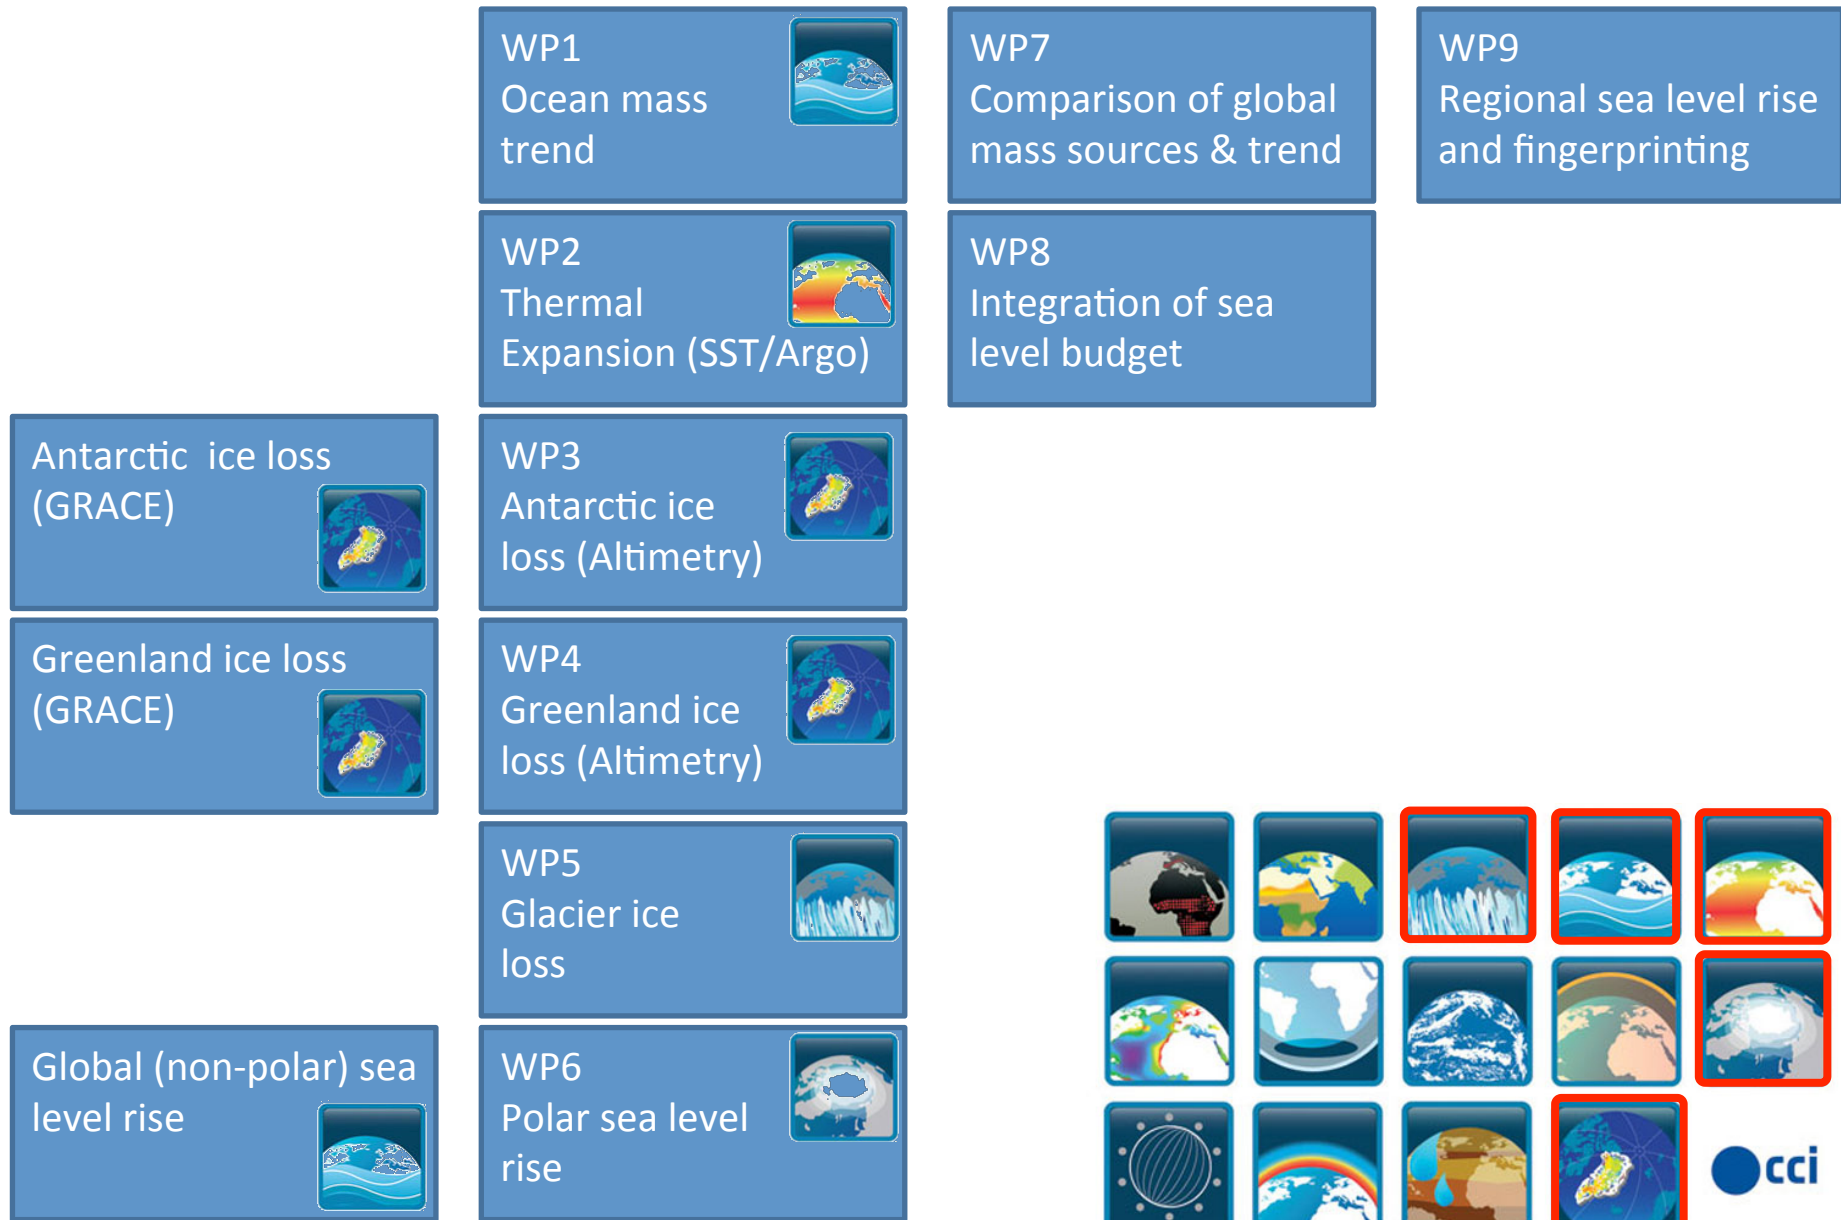 WP1
Ocean mass
trend
WP7
Comparison of global
mass sources & trend
WP9
Regional sea level rise
and fingerprinting
WP2
Thermal
Expansion (SST/Argo)
WP8
Integration of sea
level budget
Antarctic ice loss
(GRACE)
WP3
Antarctic ice
loss (Altimetry)
Greenland ice loss
(GRACE)
WP4
Greenland ice
loss (Altimetry)
WP5
Glacier ice
loss
Global (non-polar) sea
level rise
WP6
Polar sea level
rise
cci